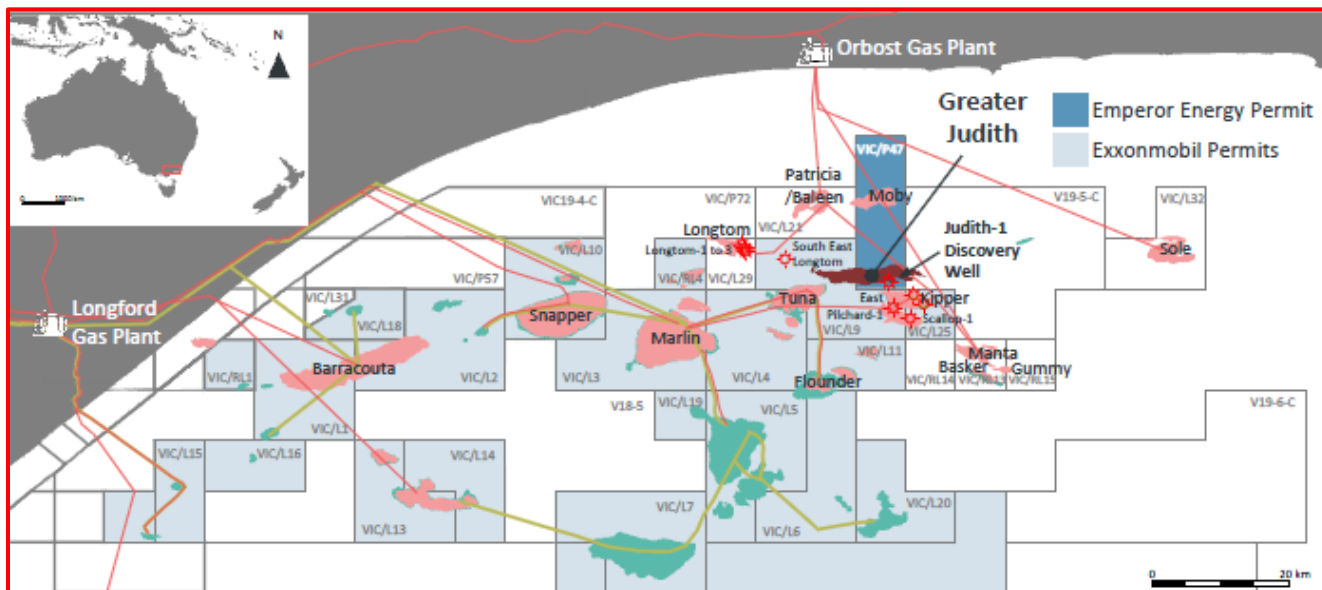 N
Orbost Gas Plant
Greater
Judith
Emperor Energy Permit
Exxonmobil Permits
VIC/P47
Patricia
/Baleen
Moby
VIC19-4-C
VIC/P72
VIC/L21
V19-5-C
VIC/L32
Longtom
Longtom-1 to 3
South East
Longtom
Judith-1
Discovery
Well
Sole
VIC/L10
VIC/P57
VIC/RL4
VIC/L29
Longford
Gas Plant
VIC/L31
VIC/L18
Snapper
Marlin
Tuna
East
Pilchard-1
Kipper
Scallop-1
VIC/L9
VIC/L25
Barracouta
VIC/RL1
VIC/L2
VIC/L3
VIC/L4
VIC/L11
Flounder
Manta
Basker
Gummy
VIC/RL14
VIC/RL13
VIC/RL15
V18-5
VIC/L19
VIC/L5
V19-6-C
VIC/L1
VIC/L15
VIC/L16
VIC/L14
VIC/L13
VIC/L7
VIC/L6
VIC/L20
0
20 km